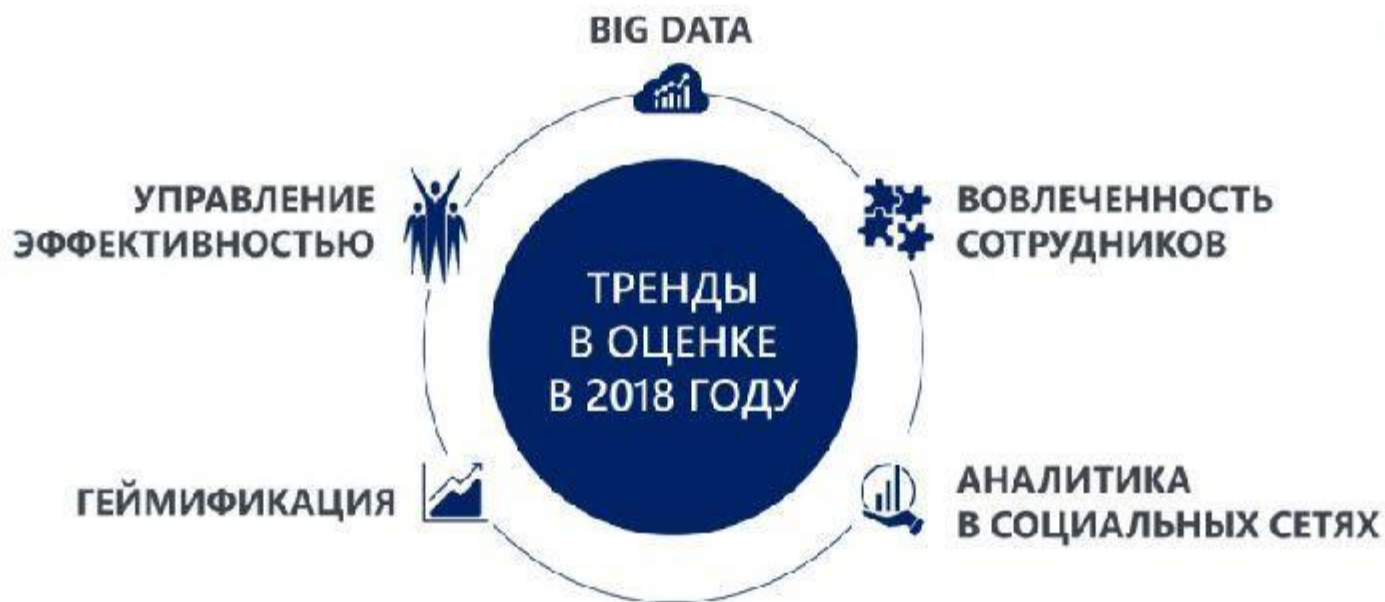 BIG DATA
УПРАВЛЕНИЕ
ЭФФЕКТИВНОСТЬЮ
ВОВЛЕЧЕННОСТЬ
СОТРУДНИКОВ
ТРЕНДЫ
В ОЦЕНКЕ
В 2018 ГОДУ
ГЕЙМИФИКАЦИЯ
АНАЛИТИКА
В СОЦИАЛЬНЫХ СЕТЯХ